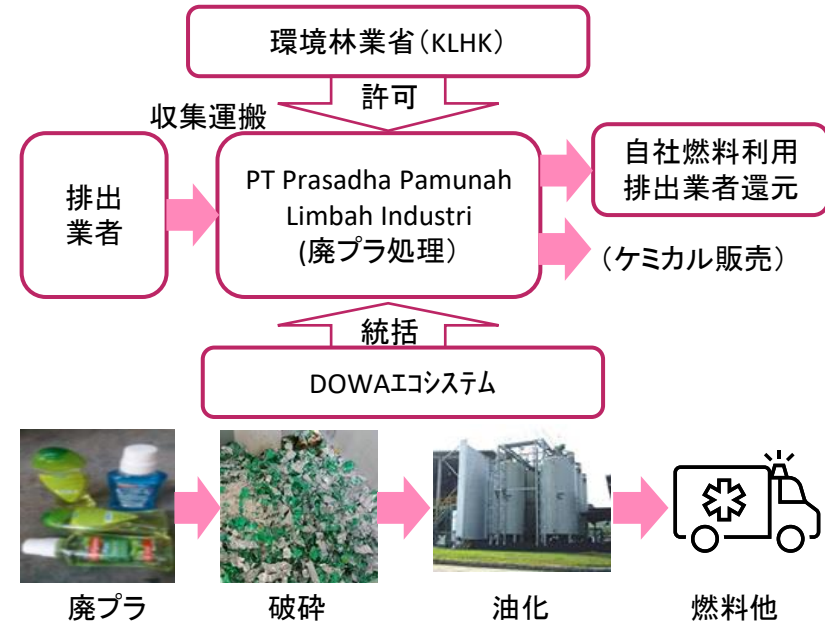 環境林業省（KLHK）
許可
収集運搬
排出
業者
PT Prasadha Pamunah
Limbah Industri
(廃プラ処理）
自社燃料利用
排出業者還元
（ケミカル販売）
統括
DOWAエコシステム
廃プラ
破砕
油化
燃料他